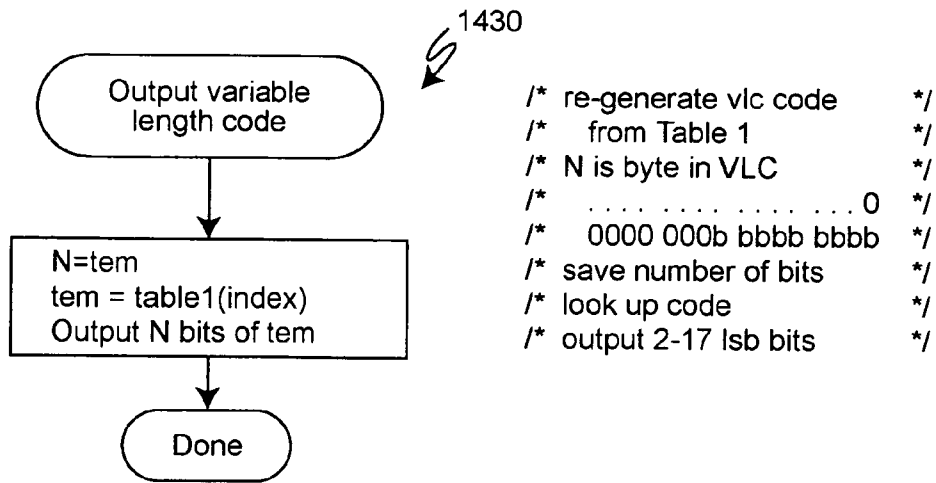 1430
Output variable
length code
N=tem
tem = table1(index)
Output N bits of tem
Done
/* re-generate vlc code */
/* from Table 1 */
/* N is byte in VLC */
/* . . . . . . . . . . . . . . . 0 */
/* 0000 000b bbbb bbbb */
/* save number of bits */
/* look up code */
/* output 2-17 lsb bits */